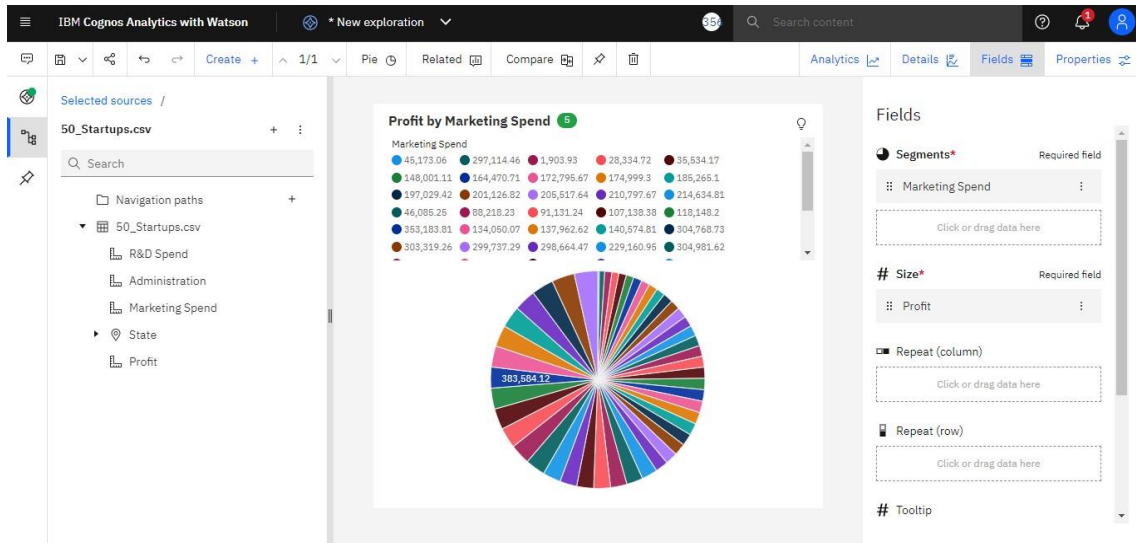 IBM Cognos Analytics with Watson
* New exploration
356
Search content
1
Create +
1/1
Pie
Related
Compare
Analytics
Details
Fields
Properties
Selected sources /
50_Startups.csv
Search
Navigation paths
50_Startups.csv
R&D Spend
Administration
Marketing Spend
State
Profit
Profit by Marketing Spend 5
Marketing Spend
45,173.06 297,114.46 1,903.93 28,334.72 35,534.17
148,001.11 164,470.71 172,795.67 174,999.3 185,265.1
197,029.42 201,126.82 205,517.64 210,797.67 214,634.81
46,085.25 88,218.23 91,131.24 107,138.38 118,148.2
353,183.81 134,050.07 137,962.62 140,574.81 304,768.73
303,319.26 299,737.29 298,664.47 229,160.95 304,981.62
383,584.12
Fields
Segments* Required field
Marketing Spend
Click or drag data here
# Size* Required field
Profit
Repeat (column)
Click or drag data here
Repeat (row)
Click or drag data here
# Tooltip